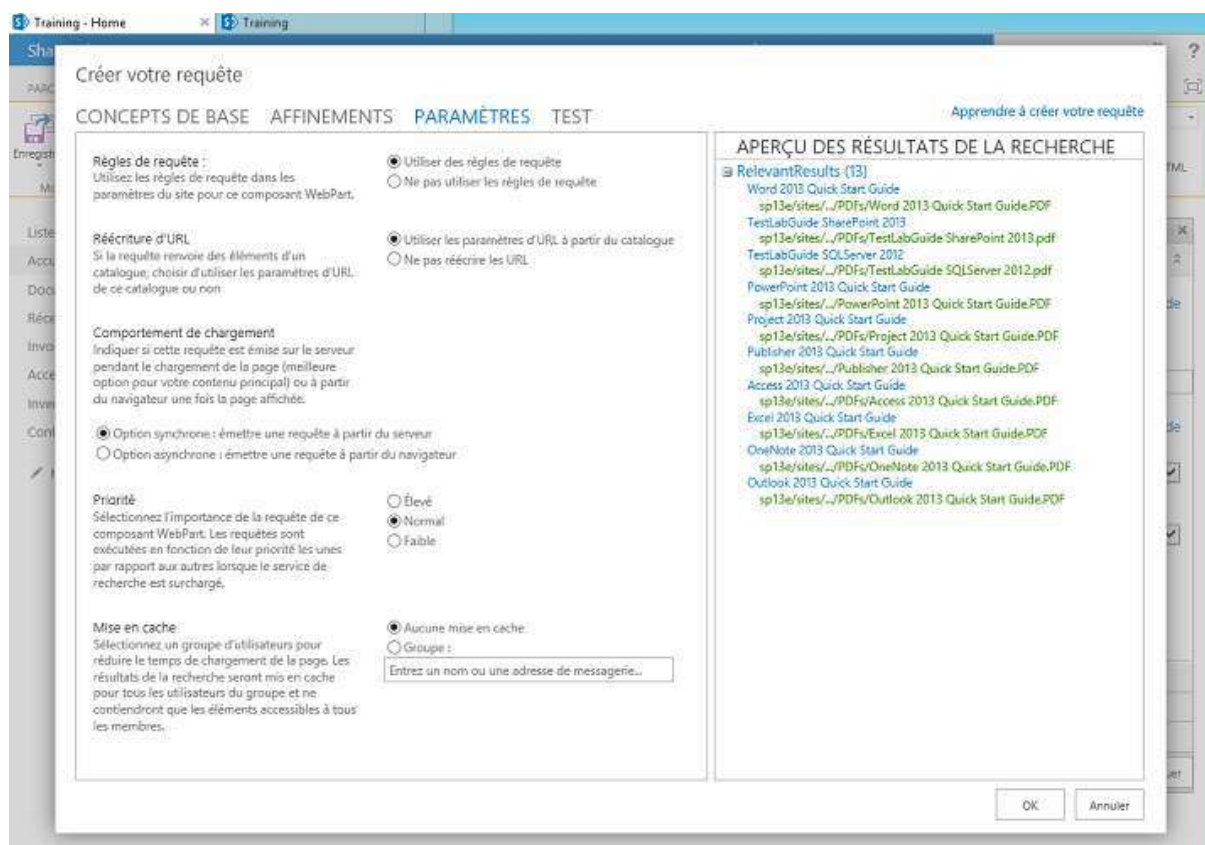 Training - Home
Training
Sha
?
PARC
Enregist
Liste
Accu
Docu
Réce
Invo
Acce
Inver
Cont
Créer votre requête
CONCEPTS DE BASE AFFINEMENTS PARAMÈTRES TEST
Apprendre à créer votre requête
Règles de requête :
Utilisez les règles de requête dans les
paramètres du site pour ce composant WebPart.
Utiliser des règles de requête
Ne pas utiliser les règles de requête
Réécriture d'URL
Si la requête renvoie des éléments d'un
catalogue, choisir d'utiliser les paramètres d'URL
de ce catalogue ou non
Utiliser les paramètres d'URL à partir du catalogue
Ne pas réécrire les URL
Comportement de chargement
Indiquer si cette requête est émise sur le serveur
pendant le chargement de la page (meilleure
option pour votre contenu principal) ou à partir
du navigateur une fois la page affichée.
Option synchrone : émettre une requête à partir du serveur
Option asynchrone : émettre une requête à partir du navigateur
Priorité
Sélectionnez l'importance de la requête de ce
composant WebPart. Les requêtes sont
exécutées en fonction de leur priorité les unes
par rapport aux autres lorsque le service de
recherche est surchargé.
Élevé
Normal
Faible
Mise en cache
Sélectionnez un groupe d'utilisateurs pour
réduire le temps de chargement de la page. Les
résultats de la recherche seront mis en cache
pour tous les utilisateurs du groupe et ne
contiendront que les éléments accessibles à tous
les membres.
Aucune mise en cache
Groupe :
Entrez un nom ou une adresse de messagerie...
APERÇU DES RÉSULTATS DE LA RECHERCHE
RelevantResults (13)
Word 2013 Quick Start Guide
sp13e/sites/.../PDFs/Word 2013 Quick Start Guide.PDF
TestLabGuide SharePoint 2013
sp13e/sites/.../PDFs/TestLabGuide SharePoint 2013.pdf
TestLabGuide SQLServer 2012
sp13e/sites/.../PDFs/TestLabGuide SQLServer 2012.pdf
PowerPoint 2013 Quick Start Guide
sp13e/sites/.../PowerPoint 2013 Quick Start Guide.PDF
Project 2013 Quick Start Guide
sp13e/sites/.../PDFs/Project 2013 Quick Start Guide.PDF
Publisher 2013 Quick Start Guide
sp13e/sites/.../Publisher 2013 Quick Start Guide.PDF
Access 2013 Quick Start Guide
sp13e/sites/.../PDFs/Access 2013 Quick Start Guide.PDF
Excel 2013 Quick Start Guide
sp13e/sites/.../PDFs/Excel 2013 Quick Start Guide.PDF
OneNote 2013 Quick Start Guide
sp13e/sites/.../PDFs/OneNote 2013 Quick Start Guide.PDF
Outlook 2013 Quick Start Guide
sp13e/sites/.../PDFs/Outlook 2013 Quick Start Guide.PDF
OK
Annuler